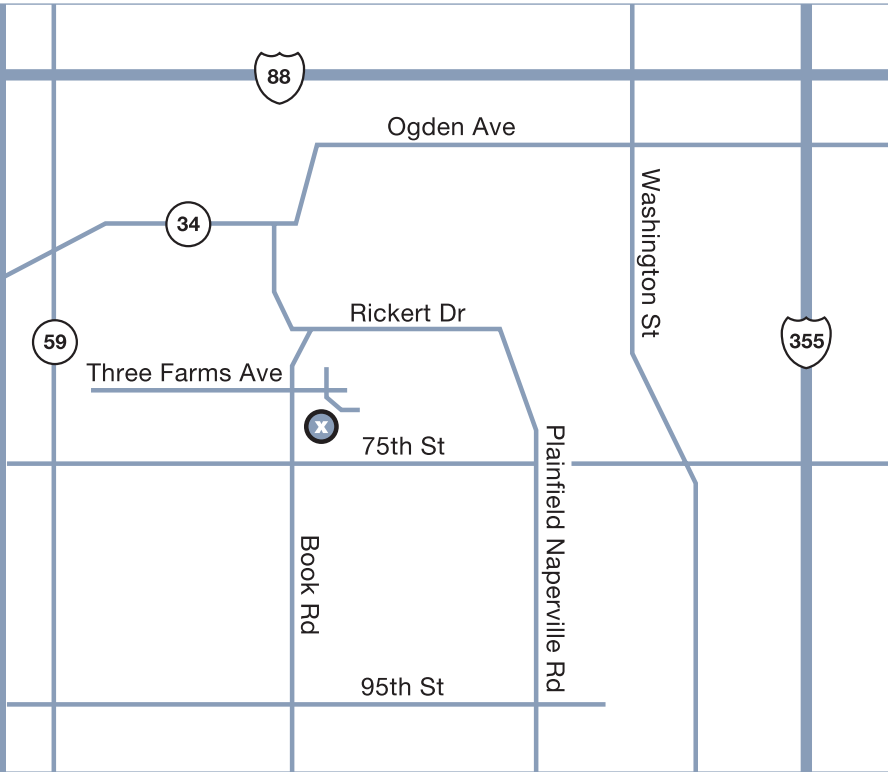 88
Ogden Ave
Washington St
34
Rickert Dr
59
355
Three Farms Ave
X
75th St
Plainfield Naperville Rd
Book Rd
95th St